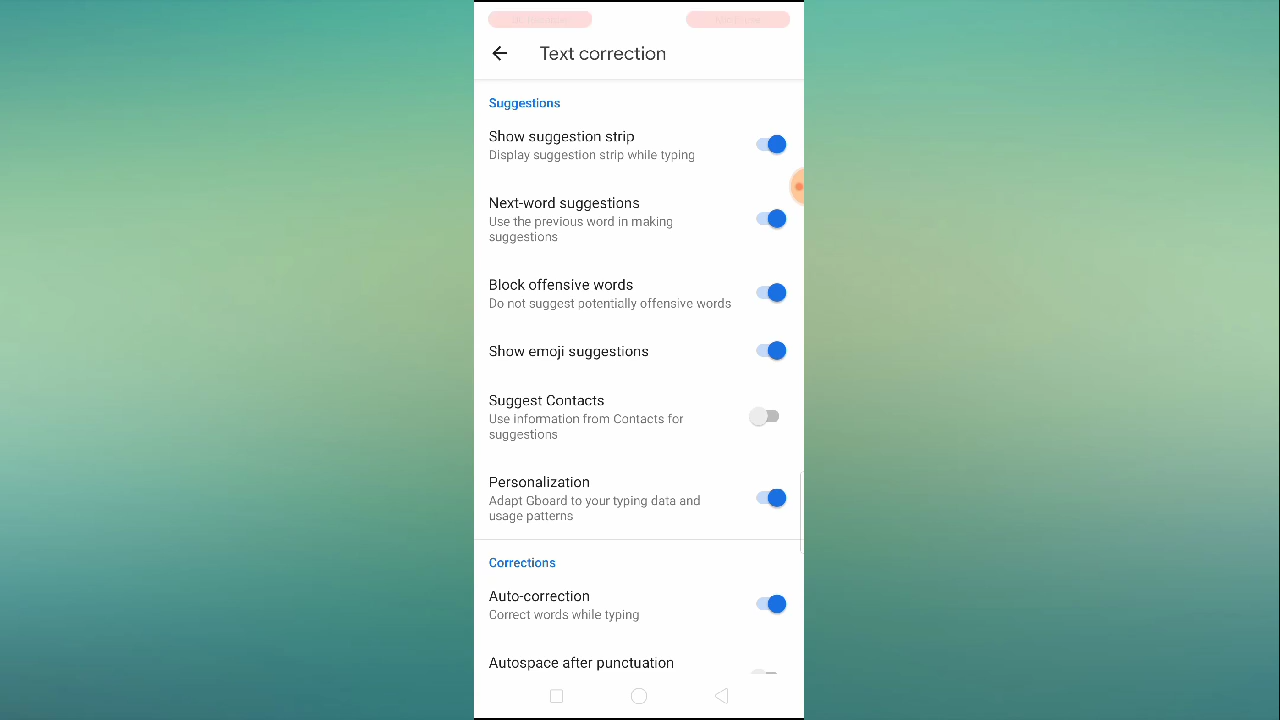 Text correction
Suggestions
Show suggestion strip
Display suggestion strip while typing
Next-word suggestions
Use the previous word in making
suggestions
Block offensive words
Do not suggest potentially offensive words
Show emoji suggestions
Suggest Contacts
Use information from Contacts for
suggestions
Personalization
Adapt Gboard to your typing data and
usage patterns
Corrections
Auto-correction
Correct words while typing
Autospace after punctuation